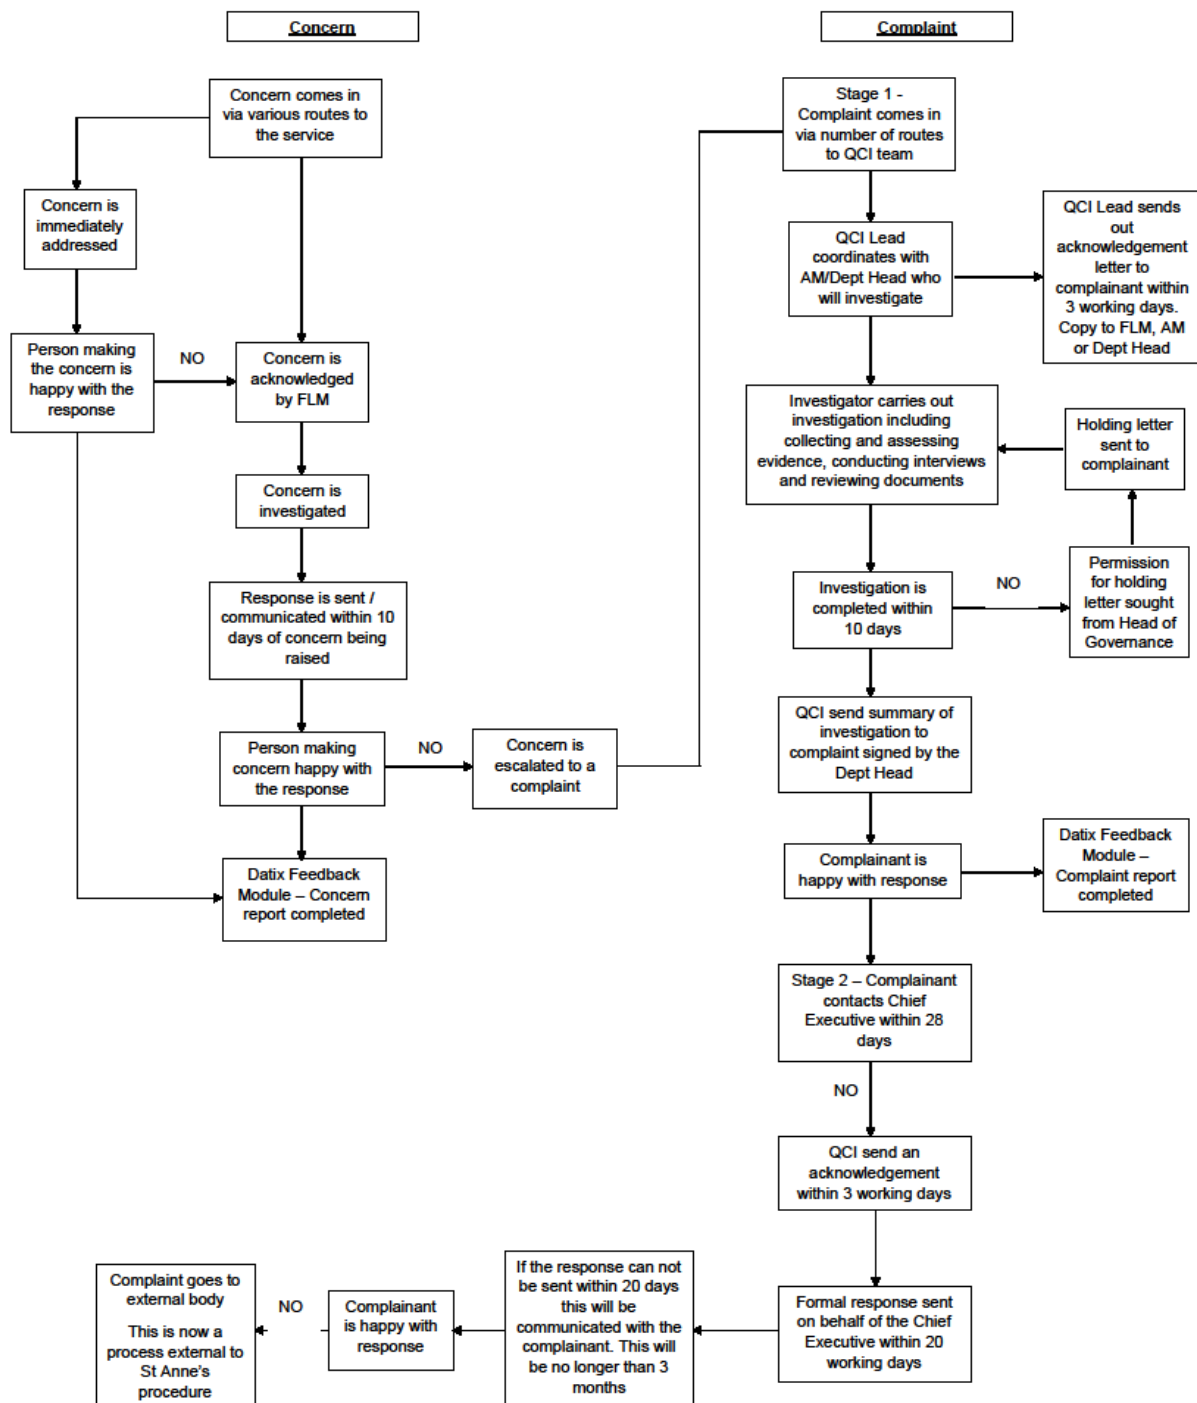 Concern
Concern comes in
via various routes to
the service
Concern is
immediately
addressed
Person making
the concern is
happy with the
response
NO
Concern is
acknowledged
by FLM
Concern is
investigated
Response is sent /
communicated within 10
days of concern being
raised
Person making
concern happy with
the response
NO
Concern is
escalated to a
complaint
Datix Feedback
Module – Concern
report completed
Complaint
Stage 1 -
Complaint comes in
via number of routes
to QCI team
QCI Lead
coordinates with
AM/Dept Head who
will investigate
QCI Lead sends
out
acknowledgement
letter to
complainant within
3 working days.
Copy to FLM, AM
or Dept Head
Investigator carries out
investigation including
collecting and assessing
evidence, conducting interviews
and reviewing documents
Holding letter
sent to
complainant
Investigation is
completed within
10 days
NO
Permission
for holding
letter sought
from Head of
Governance
QCI send summary of
investigation to
complaint signed by the
Dept Head
Complainant is
happy with response
Datix Feedback
Module –
Complaint report
completed
Stage 2 – Complainant
contacts Chief
Executive within 28
days
NO
QCI send an
acknowledgement
within 3 working days
Formal response sent
on behalf of the Chief
Executive within 20
working days
If the response can not
be sent within 20 days
this will be
communicated with the
complainant. This will
be no longer than 3
months
Complainant
is happy with
response
NO
Complaint goes to
external body
This is now a
process external to
St Anne's
procedure